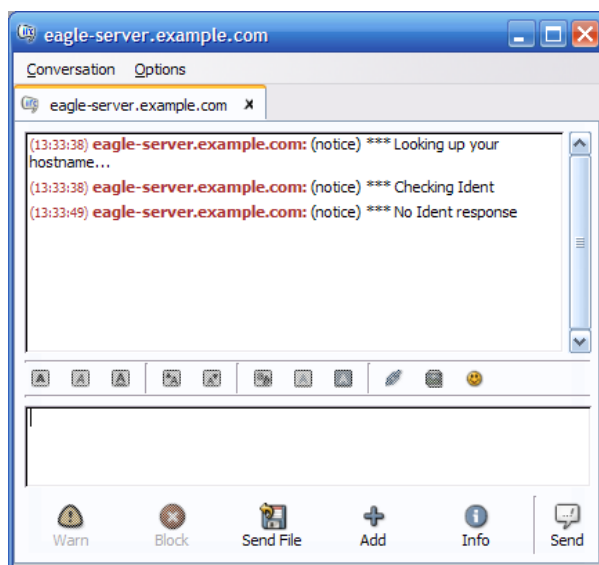 eagle-server.example.com
Conversation Options
eagle-server.example.com x
(13:33:38) eagle-server.example.com: (notice) *** Looking up your
hostname...
(13:33:38) eagle-server.example.com: (notice) *** Checking Ident
(13:33:49) eagle-server.example.com: (notice) *** No Ident response
Warn Block Send File Add Info Send